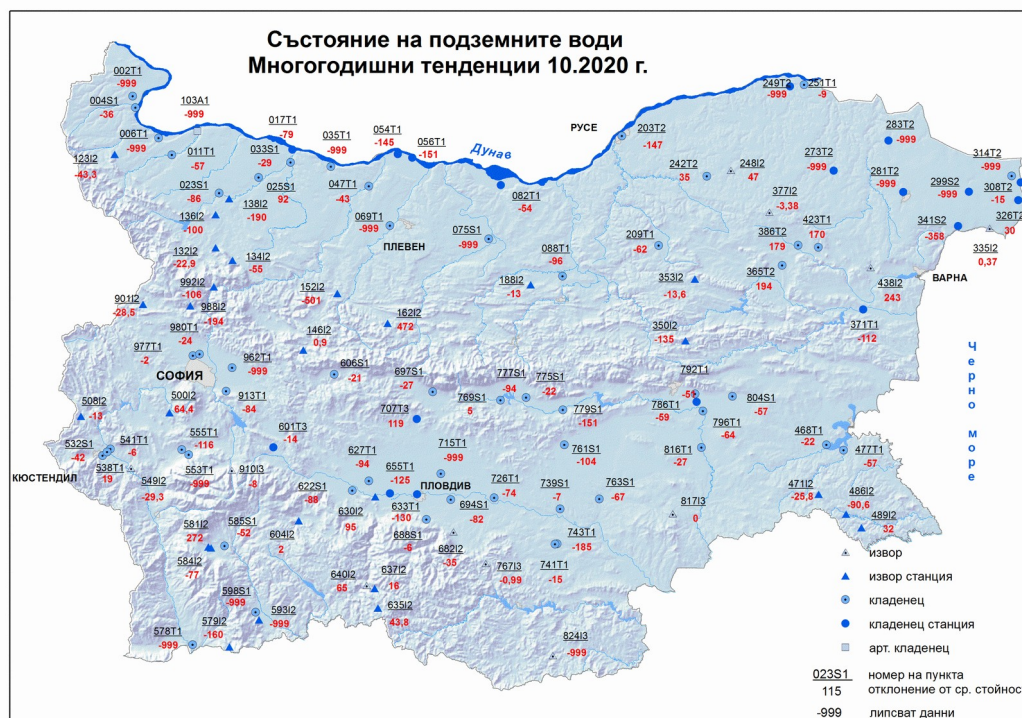 Състояние на подземните води
Многогодишни тенденции 10.2020 г.
002T1
-999
004S1
-36
103A1
-999
006T1
-999
017T1
-79
035T1
-999
054T1
-145
056T1
-151
Дунав
РУСЕ
203T2
-147
249T2
-999
251T1
-9
283T2
-999
314T2
-999
123I2
-43,3
011T1
-57
033S1
-29
023S1
-86
025S1
92
138I2
-190
047T1
-43
082T1
-54
242T2
35
248I2
47
273T2
-999
281T2
-999
299S2
-999
308T2
-15
326T2
30
377I2
-3,38
136I2
-100
069T1
-999
ПЛЕВЕН
075S1
-999
209T1
-62
386T2
179
423T1
170
341S2
-358
335I2
0,37
132I2
-22,9
134I2
-55
088T1
-96
365T2
194
ВАРНА
992I2
-106
152I2
-501
188I2
-13
353I2
-13,6
438I2
243
901I2
-28,5
988I2
-194
162I2
472
371T1
-112
980T1
-24
146I2
0,9
350I2
-135
977T1
-2
СОФИЯ
962T1
-999
606S1
-21
697S1
-27
777S1
-94
775S1
-22
792T1
-59
Черно море
500I2
64,4
913T1
-84
769S1
5
779S1
-151
786T1
-59
804S1
-57
508I2
-13
707T3
119
796T1
-64
532S1
-42
541T1
-6
555T1
-116
601T3
-14
627T1
-94
715T1
-999
761S1
-104
816T1
-27
468T1
-22
477T1
-57
КЮСТЕНДИЛ
538T1
19
549I2
-29,3
553T1
-999
910I3
-8
622S1
-88
655T1
-125
ПЛОВДИВ
726T1
-74
739S1
-7
763S1
-67
471I2
-25,8
486I2
-90,6
630I2
95
633T1
-130
694S1
-82
817I3
0
489I2
32
581I2
272
585S1
-52
604I2
2
688S1
-6
682I2
-35
743T1
-185
584I2
-77
640I2
65
637I2
16
767I3
-0,99
741T1
-15
598S1
-999
593I2
-999
635I2
43,8
578T1
-999
579I2
-160
824I3
-999
извор
извор станция
кладенец
кладенец станция
арт. кладенец
023S1 номер на пункта
115 отклонение от ср. стойнос
-999 липсват данни